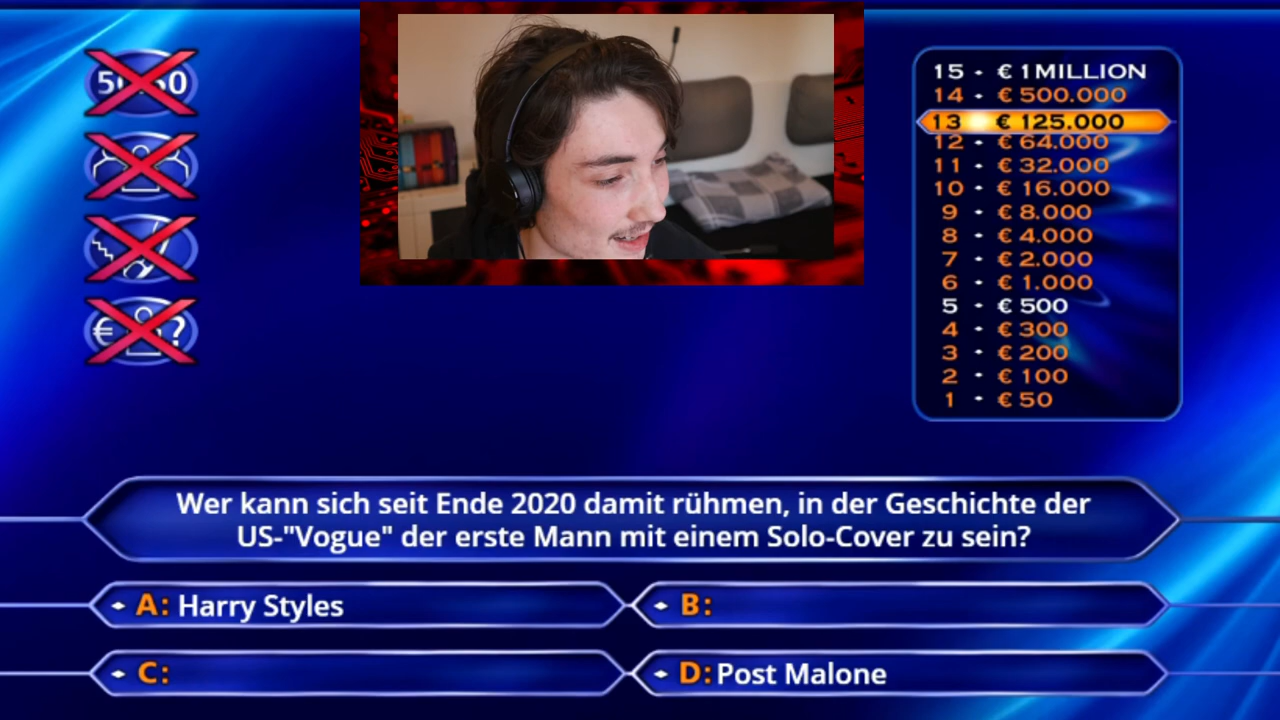 50:50
€ ?
15 · € 1 MILLION
14 · € 500.000
13 € 125.000
12 · € 64.000
11 · € 32.000
10 · € 16.000
9 · € 8.000
8 · € 4.000
7 · € 2.000
6 · € 1.000
5 · € 500
4 · € 300
3 · € 200
2 · € 100
1 · € 50
Wer kann sich seit Ende 2020 damit rühmen, in der Geschichte der
US-"Vogue" der erste Mann mit einem Solo-Cover zu sein?
A: Harry Styles
B:
C:
D: Post Malone